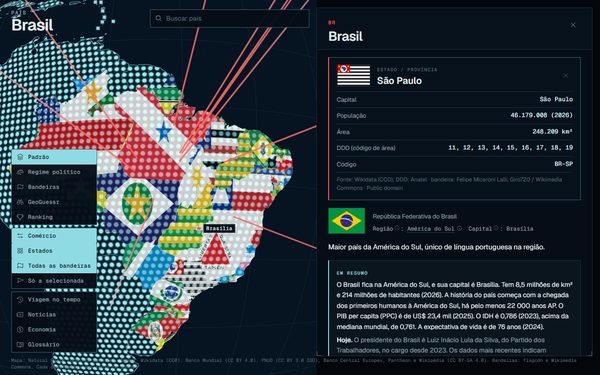 PAÍS
Brasil
Buscar país
Padrão
Regime político
Bandeiras
GeoGuessr
Ranking
Comércio
Estados
Todas as bandeiras
Só a selecionada
Viagem no tempo
Notícias
Economia
Glossário
Brasília
BR
Brasil
ESTADO / PROVÍNCIA
São Paulo
Capital São Paulo
População 46.179.008 (2026)
Área 248.209 km²
DDD (código de área) 11, 12, 13, 14, 15, 16, 17, 18, 19
Código BR-SP
Fonte: Wikidata (CC0); DDD: Anatel · bandeira: Felipe Micaroni Lalli, Giro720 / Wikimedia
Commons · Public domain
República Federativa do Brasil
Região : América do Sul Capital : Brasília
Maior país da América do Sul, único de língua portuguesa na região.
EM RESUMO
O Brasil fica na América do Sul, e sua capital é Brasília. Tem 8,5 milhões de km²
e 214 milhões de habitantes (2026). A história do país começa com a chegada
dos primeiros humanos à América do Sul, há pelo menos 22 000 anos AP. O
PIB per capita (PPC) é de US$ 23,4 mil (2025). O IDH é 0,786 (2023), acima da
mediana mundial, de 0,761. A expectativa de vida é de 76 anos (2024).
Hoje. O presidente do Brasil é Luiz Inácio Lula da Silva, do Partido dos
Trabalhadores, no cargo desde 2023. Os dados mais recentes indicam